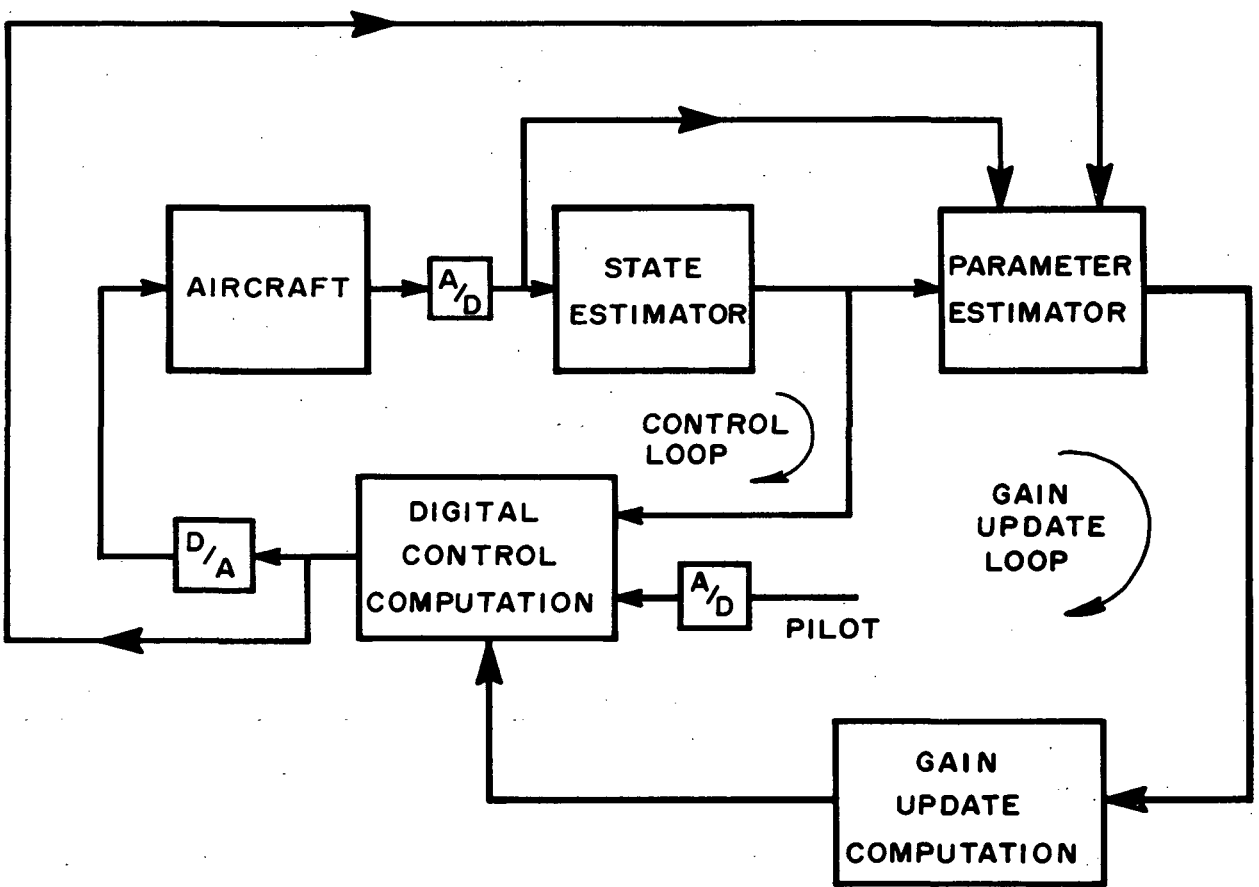 AIRCRAFT
A/D
STATE
ESTIMATOR
PARAMETER
ESTIMATOR
CONTROL
LOOP
GAIN
UPDATE
LOOP
DIGITAL
CONTROL
COMPUTATION
D/A
A/D
PILOT
GAIN
UPDATE
COMPUTATION